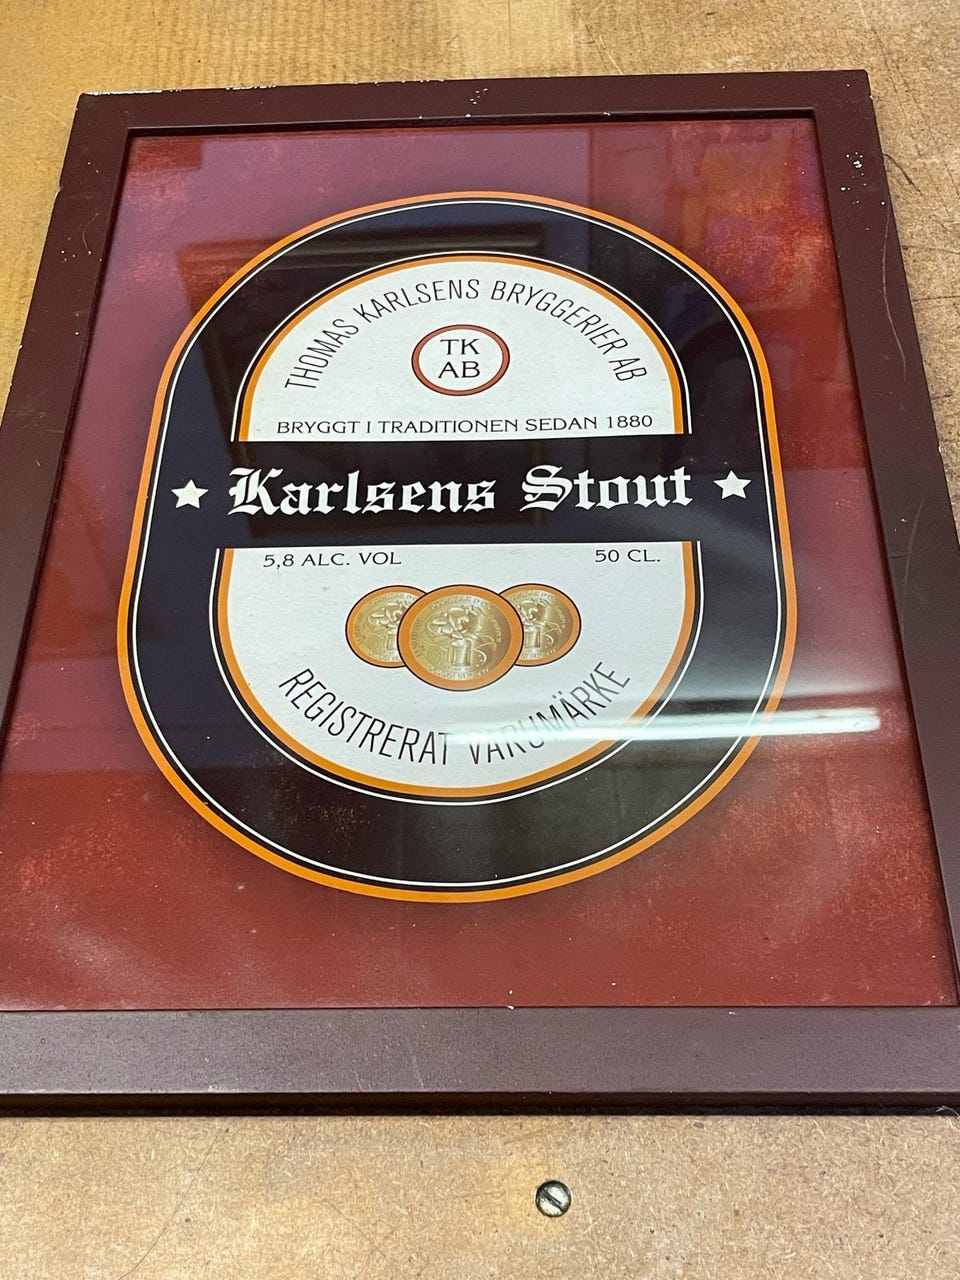 THOMAS KARLSENS BRYGGERIER AB
TK
AB
BRYGGT I TRADITIONEN SEDAN 1880
Karlsens Stout
5,8 ALC. VOL
50 CL.
REGISTRERAT VARUMÄRKE